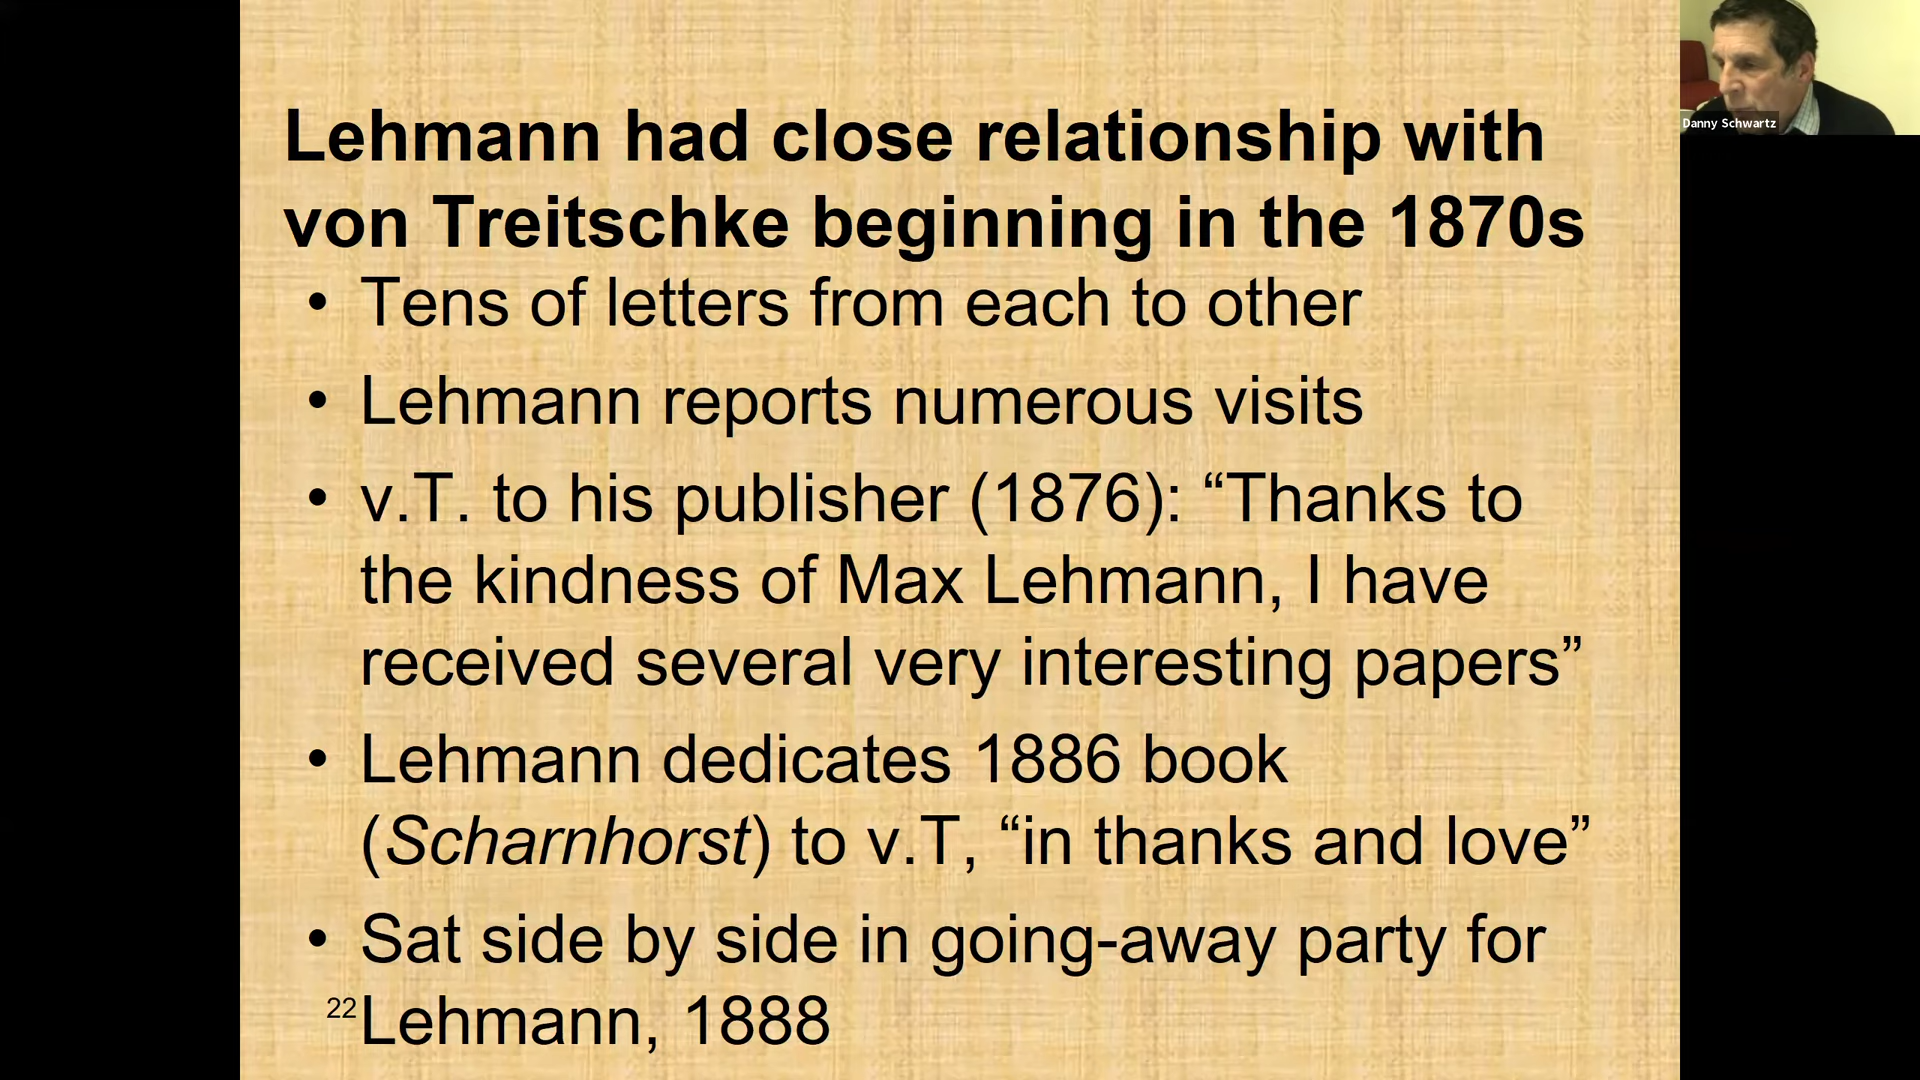 Lehmann had close relationship with
von Treitschke beginning in the 1870s
• Tens of letters from each to other
• Lehmann reports numerous visits
• v.T. to his publisher (1876): “Thanks to
the kindness of Max Lehmann, I have
received several very interesting papers”
• Lehmann dedicates 1886 book
(Scharnhorst) to v.T, “in thanks and love”
• Sat side by side in going-away party for
Lehmann, 1888
22
Danny Schwartz